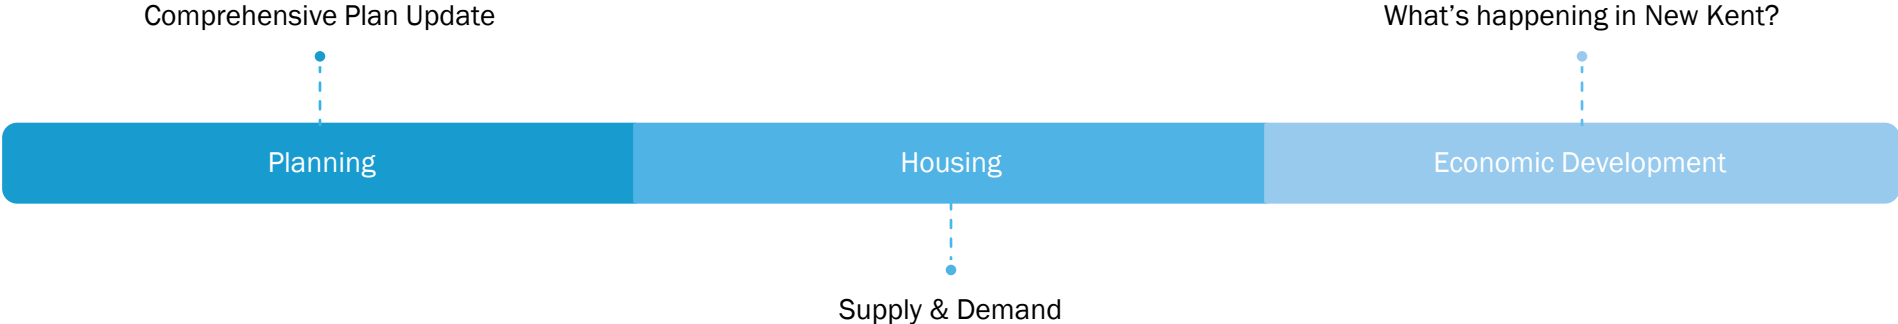 Comprehensive Plan Update
What’s happening in New Kent?
Planning
Housing
Economic Development
Supply & Demand